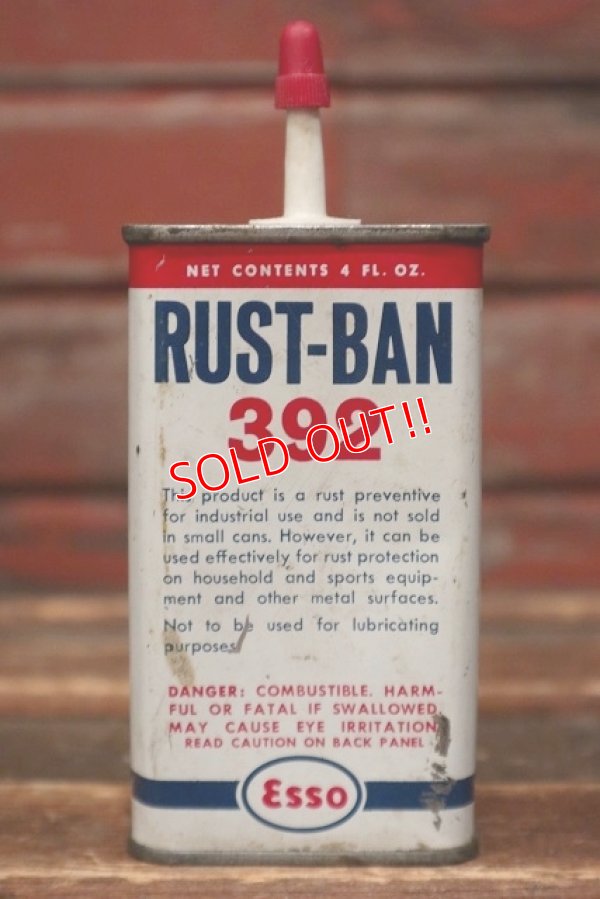 NET CONTENTS 4 FL. OZ.
RUST-BAN
392
SOLD OUT!!
This product is a rust preventive
for industrial use and is not sold
in small cans. However, it can be
used effectively for rust protection
on household and sports equip-
ment and other metal surfaces.
Not to be used for lubricating
purposes.
DANGER: COMBUSTIBLE. HARM-
FUL OR FATAL IF SWALLOWED.
MAY CAUSE EYE IRRITATION
READ CAUTION ON BACK PANEL
Esso